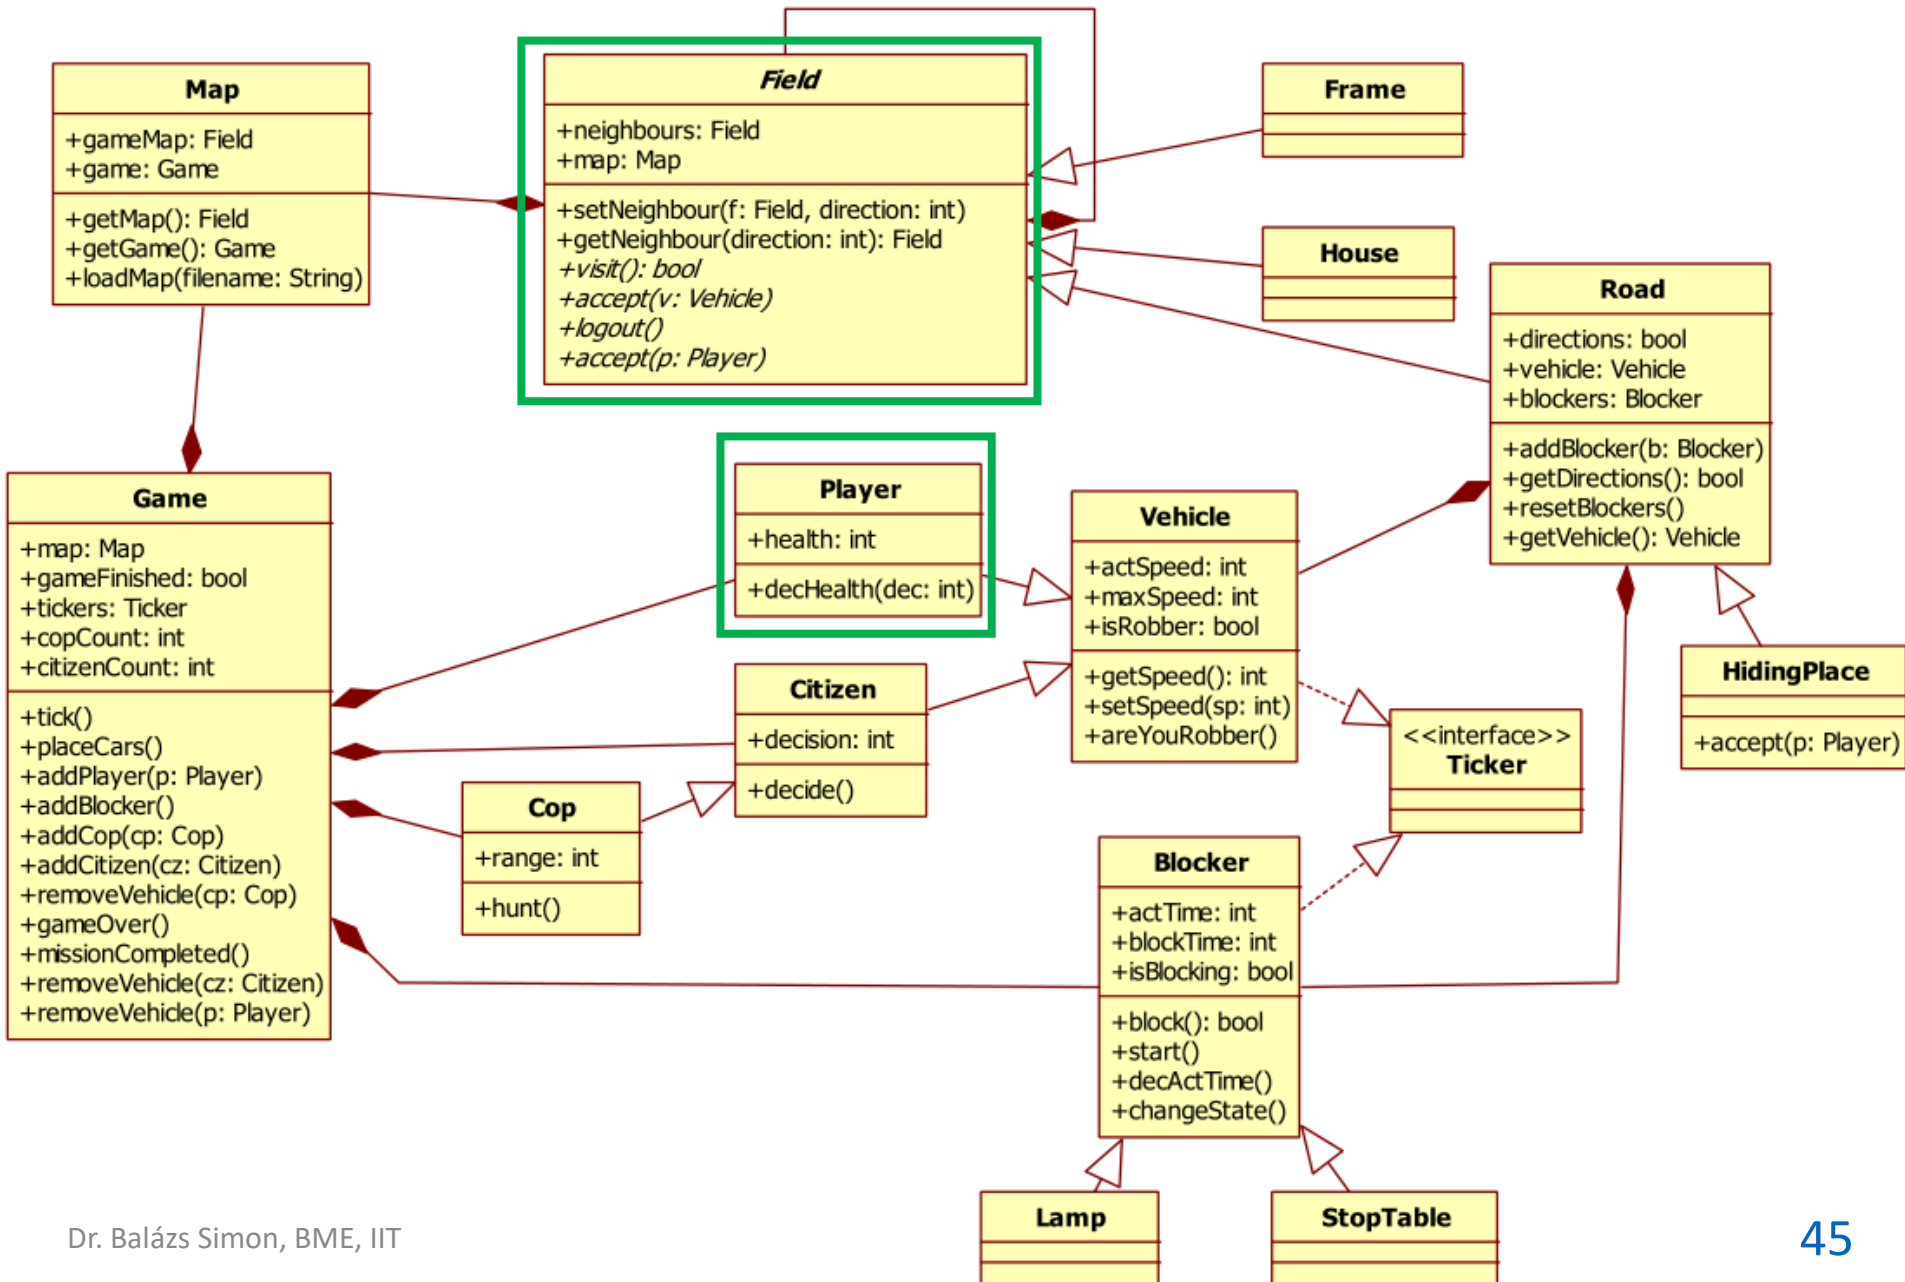 Map
+gameMap: Field
+game: Game
+getMap(): Field
+getGame(): Game
+loadMap(filename: String)
Field
+neighbours: Field
+map: Map
+setNeighbour(f: Field, direction: int)
+getNeighbour(direction: int): Field
+visit(): bool
+accept(v: Vehicle)
+logout()
+accept(p: Player)
Frame
House
Road
+directions: bool
+vehicle: Vehicle
+blockers: Blocker
+addBlocker(b: Blocker)
+getDirections(): bool
+resetBlockers()
+getVehicle(): Vehicle
Game
+map: Map
+gameFinished: bool
+tickers: Ticker
+copCount: int
+citizenCount: int
+tick()
+placeCars()
+addPlayer(p: Player)
+addBlocker()
+addCop(cp: Cop)
+addCitizen(cz: Citizen)
+removeVehicle(cp: Cop)
+gameOver()
+missionCompleted()
+removeVehicle(cz: Citizen)
+removeVehicle(p: Player)
Player
+health: int
+decHealth(dec: int)
Vehicle
+actSpeed: int
+maxSpeed: int
+isRobber: bool
+getSpeed(): int
+setSpeed(sp: int)
+areYouRobber()
Citizen
+decision: int
+decide()
Cop
+range: int
+hunt()
HidingPlace
+accept(p: Player)
<<interface>>
Ticker
Blocker
+actTime: int
+blockTime: int
+isBlocking: bool
+block(): bool
+start()
+decActTime()
+changeState()
Lamp
StopTable
Dr. Balázs Simon, BME, IIT
45